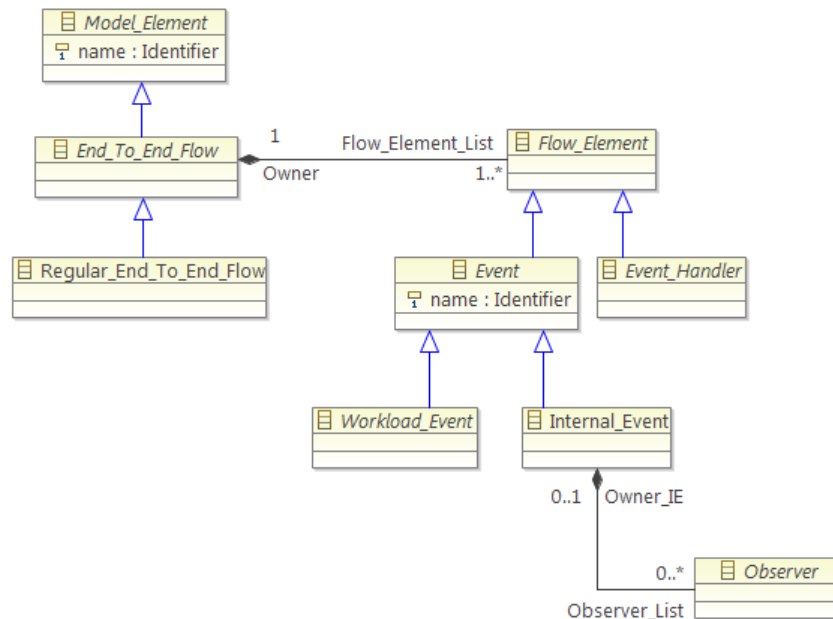 Model_Element
name : Identifier
End_To_End_Flow
1
Owner
Flow_Element_List
1..*
Flow_Element
Regular_End_To_End_Flow
Event
name : Identifier
Event_Handler
Workload_Event
Internal_Event
0..1
Owner_IE
0..*
Observer_List
Observer